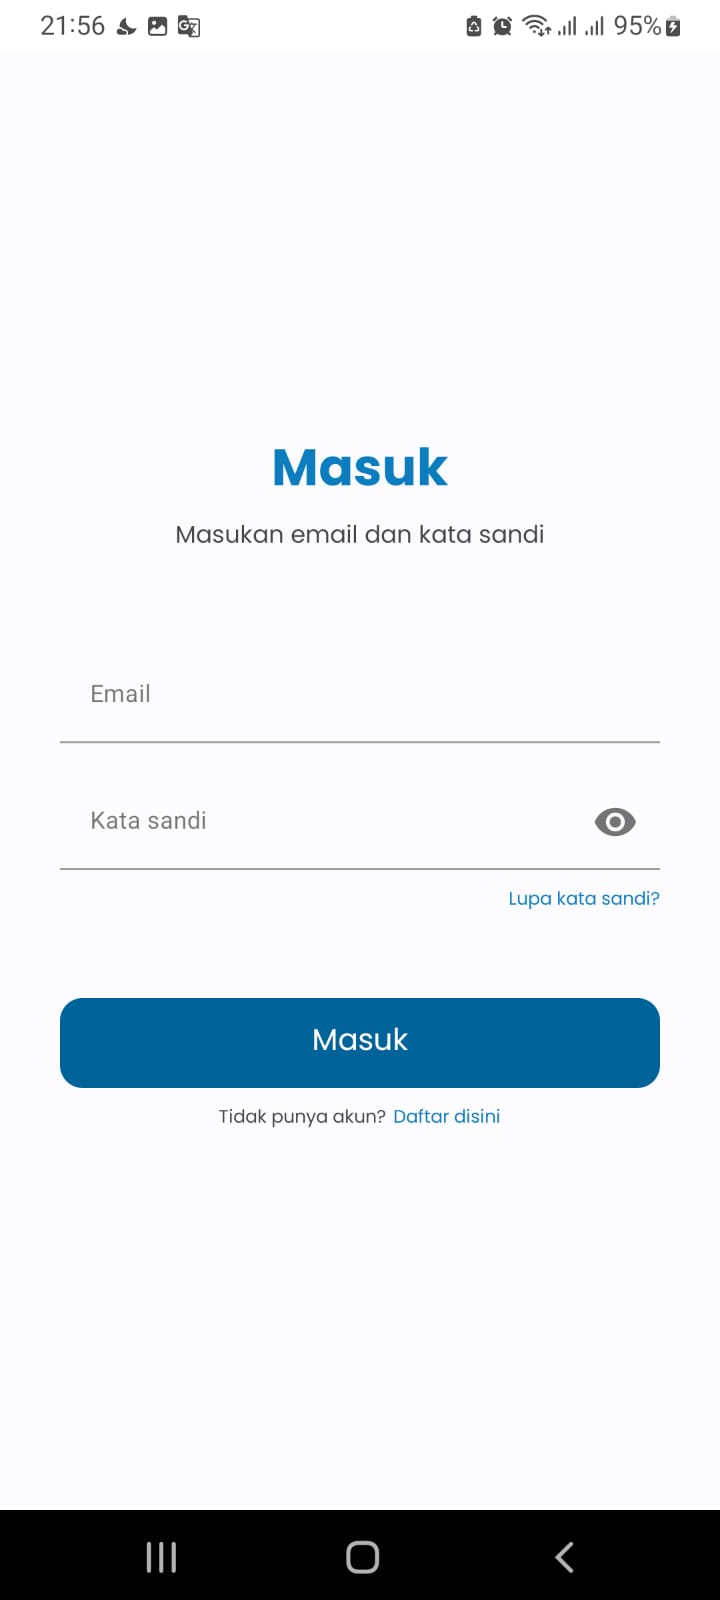 21:56 95%
Masuk
Masukan email dan kata sandi
Email
Kata sandi
Lupa kata sandi?
Masuk
Tidak punya akun? Daftar disini